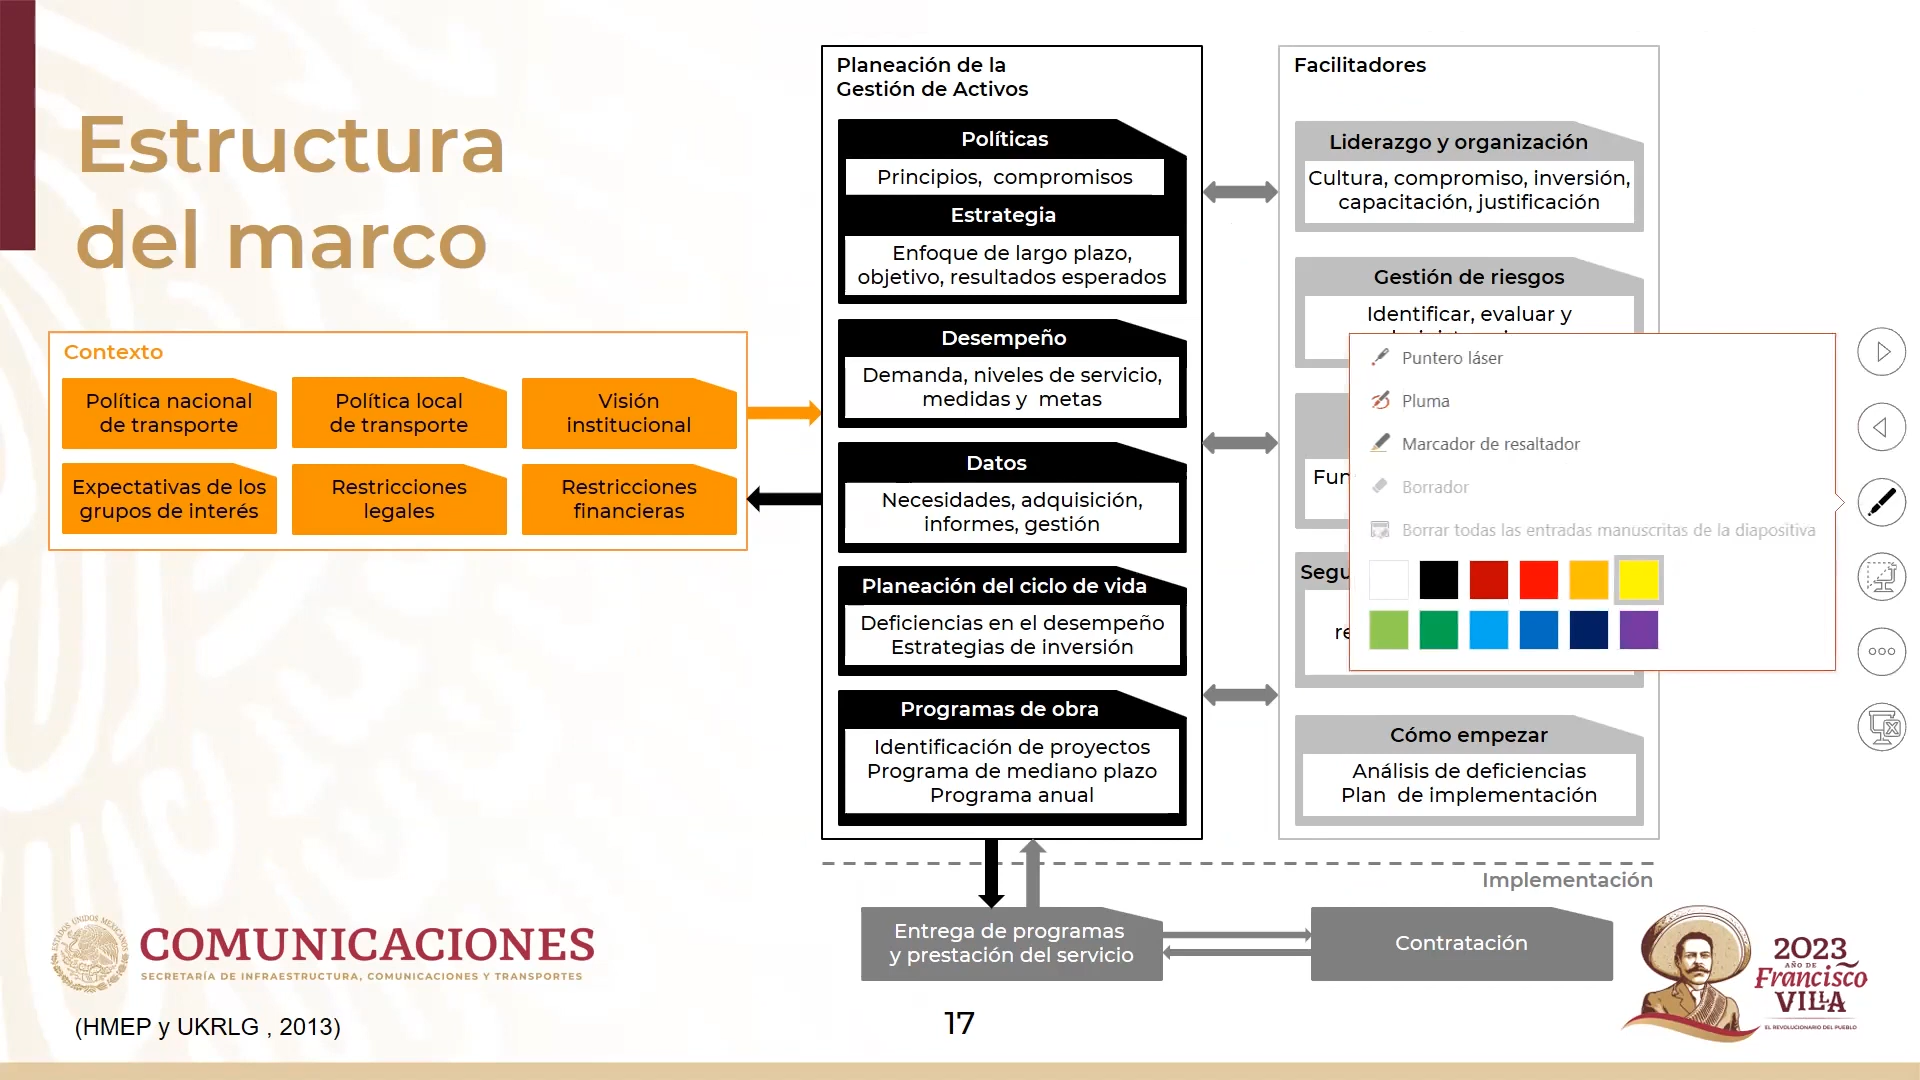 Estructura
del marco
Contexto
Política nacional
de transporte
Política local
de transporte
Visión
institucional
Expectativas de los
grupos de interés
Restricciones
legales
Restricciones
financieras
Planeación de la
Gestión de Activos
Políticas
Principios, compromisos
Estrategia
Enfoque de largo plazo,
objetivo, resultados esperados
Desempeño
Demanda, niveles de servicio,
medidas y metas
Datos
Necesidades, adquisición,
informes, gestión
Planeación del ciclo de vida
Deficiencias en el desempeño
Estrategias de inversión
Programas de obra
Identificación de proyectos
Programa de mediano plazo
Programa anual
Facilitadores
Liderazgo y organización
Cultura, compromiso, inversión,
capacitación, justificación
Gestión de riesgos
Identificar, evaluar y
Fun
Segu
re
Cómo empezar
Análisis de deficiencias
Plan de implementación
Puntero láser
Pluma
Marcador de resaltador
Borrador
Borrar todas las entradas manuscritas de la diapositiva
Implementación
Entrega de programas
y prestación del servicio
Contratación
ESTADOS UNIDOS MEXICANOS
COMUNICACIONES
SECRETARÍA DE INFRAESTRUCTURA, COMUNICACIONES Y TRANSPORTES
(HMEP y UKRLG , 2013)
17
2023
AÑO DE
Francisco
VILLA
EL REVOLUCIONARIO DEL PUEBLO